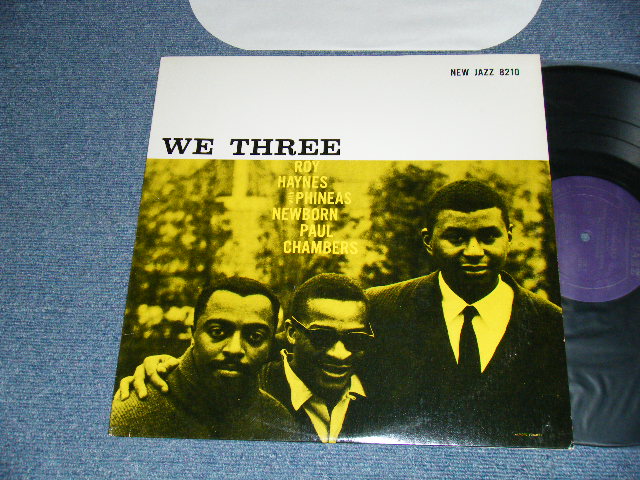 NEW JAZZ 8210
WE THREE
ROY
HAYNES
PHINEAS
NEWBORN
PAUL
CHAMBERS